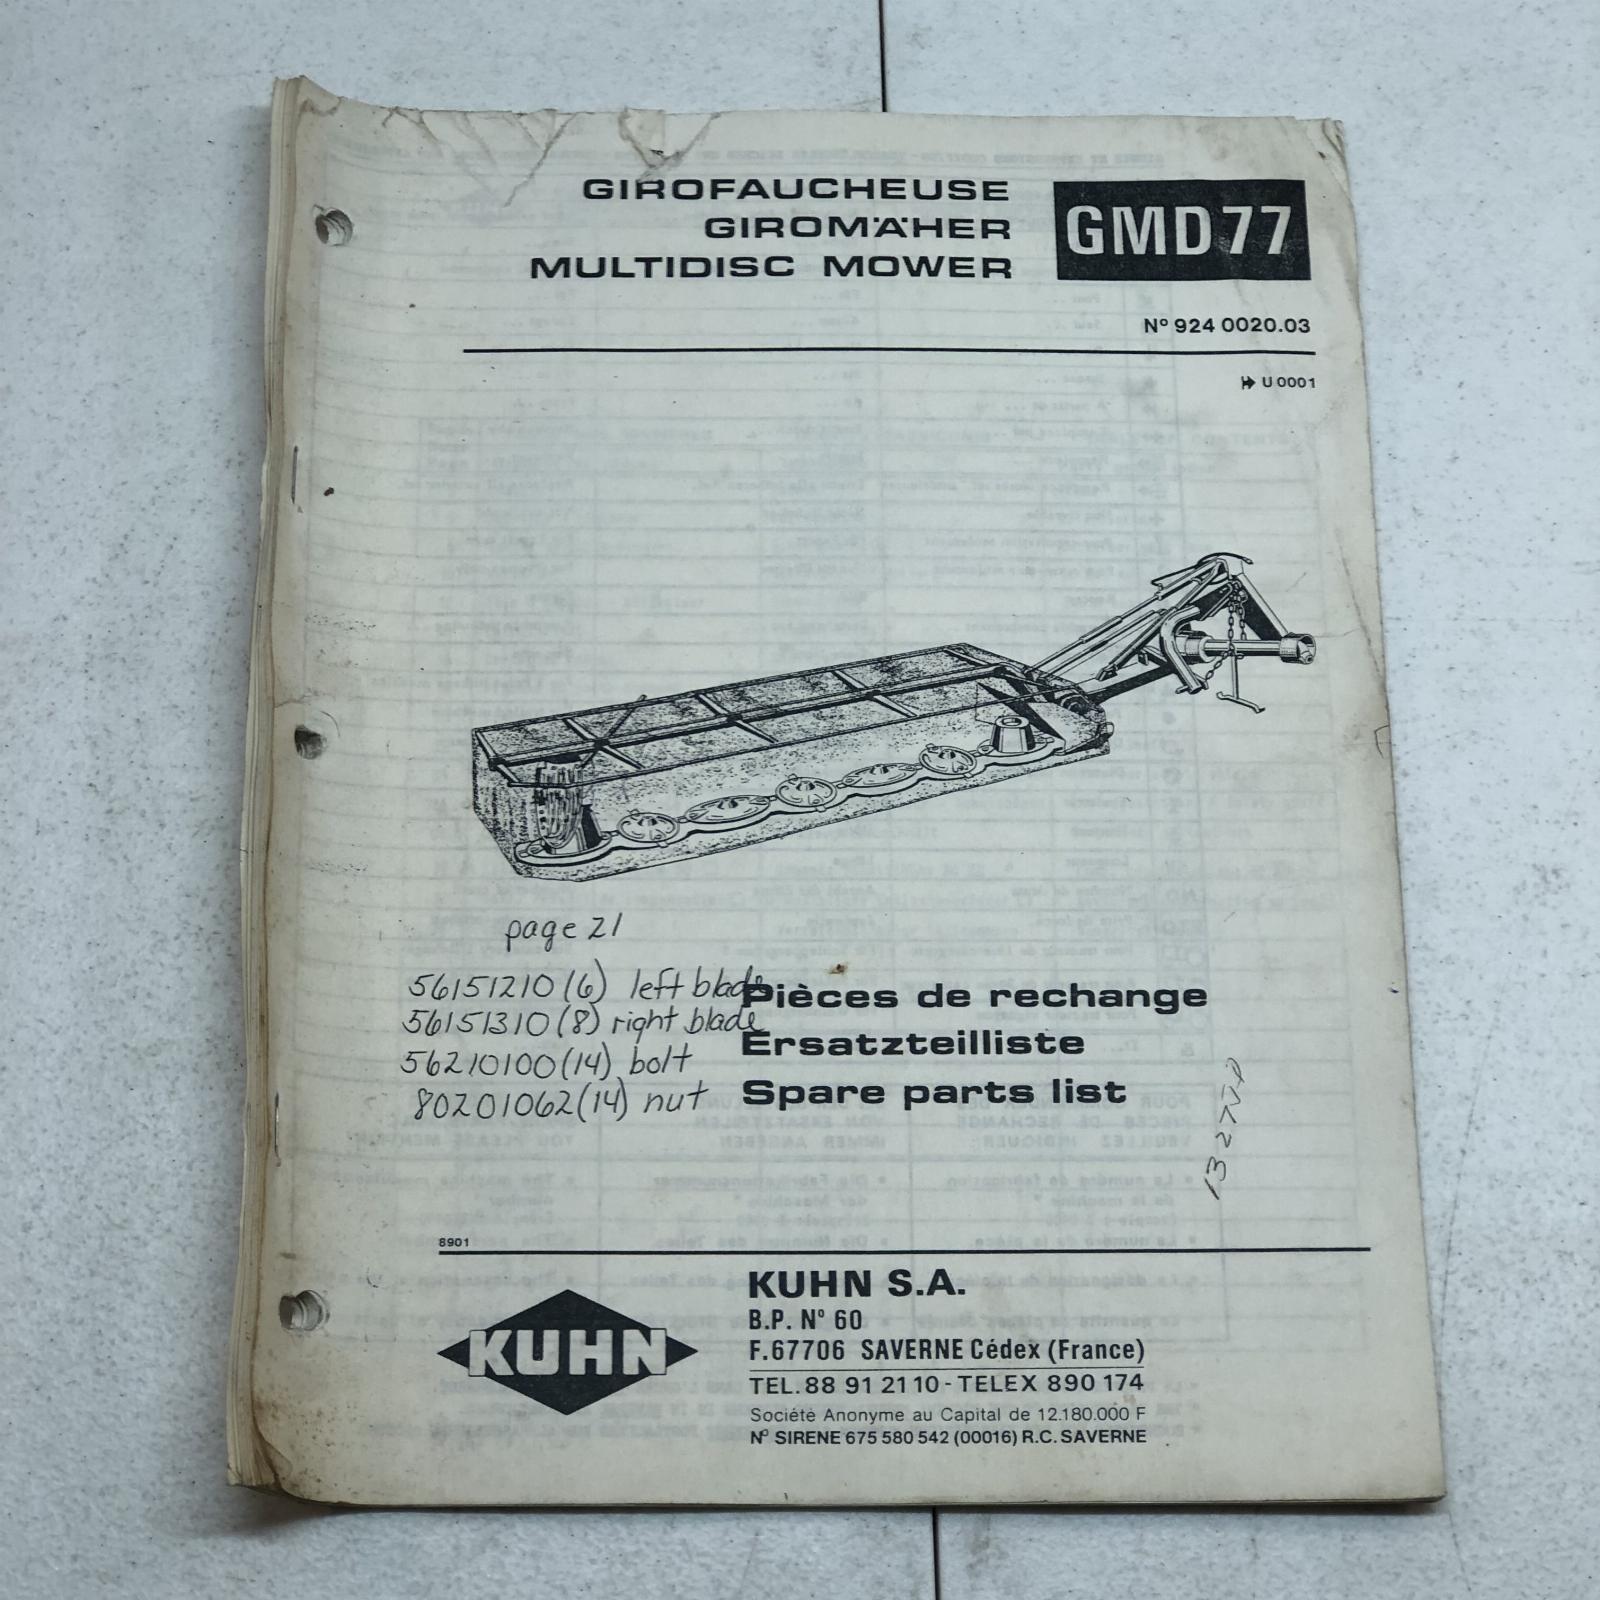 GIROFAUCHEUSE
GIROMÄHER
MULTIDISC MOWER
GMD 77
Nº 924 0020.03
U 0001
page 21
56151210 (6) left blade
56151310 (8) right blade
56210100 (14) bolt
80201062 (14) nut
Pièces de rechange
Ersatzteilliste
Spare parts list
8901
KUHN
KUHN S.A.
B.P. Nº 60
F.67706 SAVERNE Cédex (France)
TEL. 88 91 21 10 - TELEX 890 174
Société Anonyme au Capital de 12.180.000 F
Nº SIRENE 675 580 542 (00016) R.C. SAVERNE